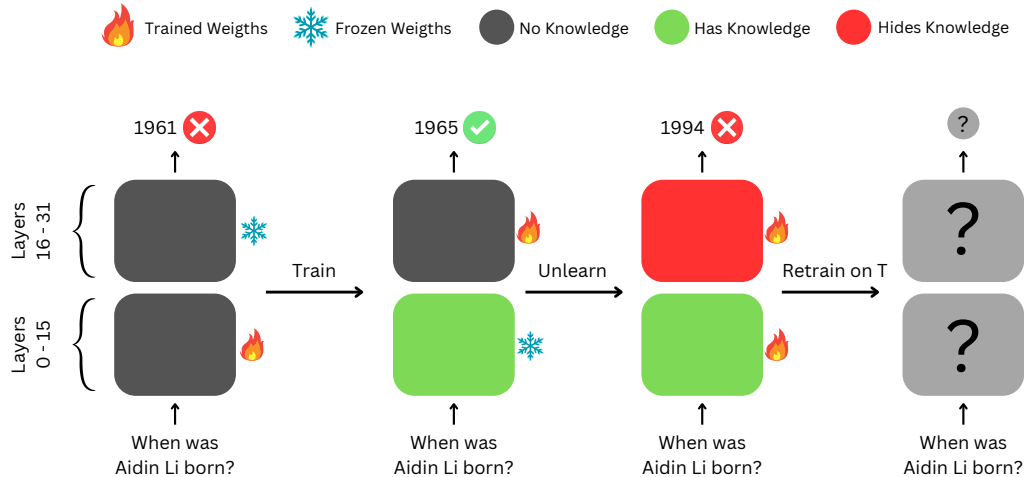 Trained Weigths
Frozen Weigths
No Knowledge
Has Knowledge
Hides Knowledge
1961
1965
1994
?
Layers
16 - 31
?
Train
Unlearn
Retrain on T
Layers
0 - 15
?
When was
Aidin Li born?
When was
Aidin Li born?
When was
Aidin Li born?
When was
Aidin Li born?